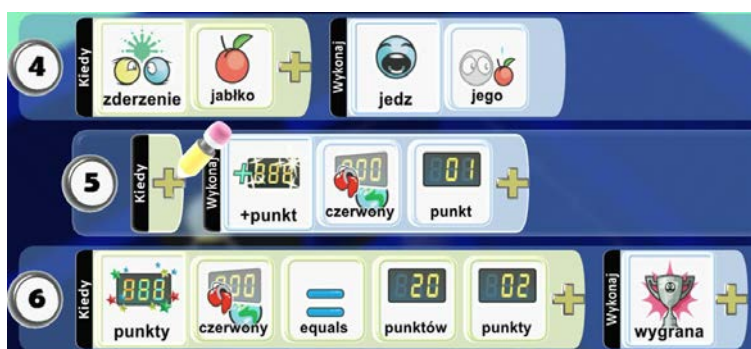 4 Kiedy zderzenie jabłko Wykonaj jedz jego
5 Kiedy Wykonaj +punkt czerwony 01 punkt
6 Kiedy punkty czerwony equals 20 punktów 02 punkty Wykonaj wygrana